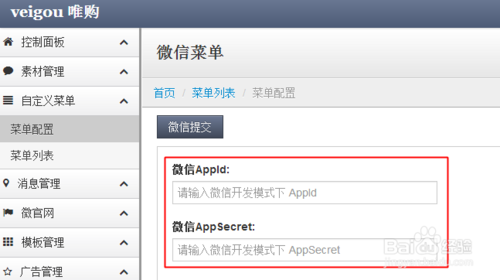 veigou 唯购
控制面板
素材管理
自定义菜单
菜单配置
菜单列表
消息管理
微官网
模板管理
广告管理
微信菜单
首页 / 菜单列表 / 菜单配置
微信提交
微信AppId:
请输入微信开发模式下 AppId
微信AppSecret:
请输入微信开发模式下 AppSecret
Baidu 经验